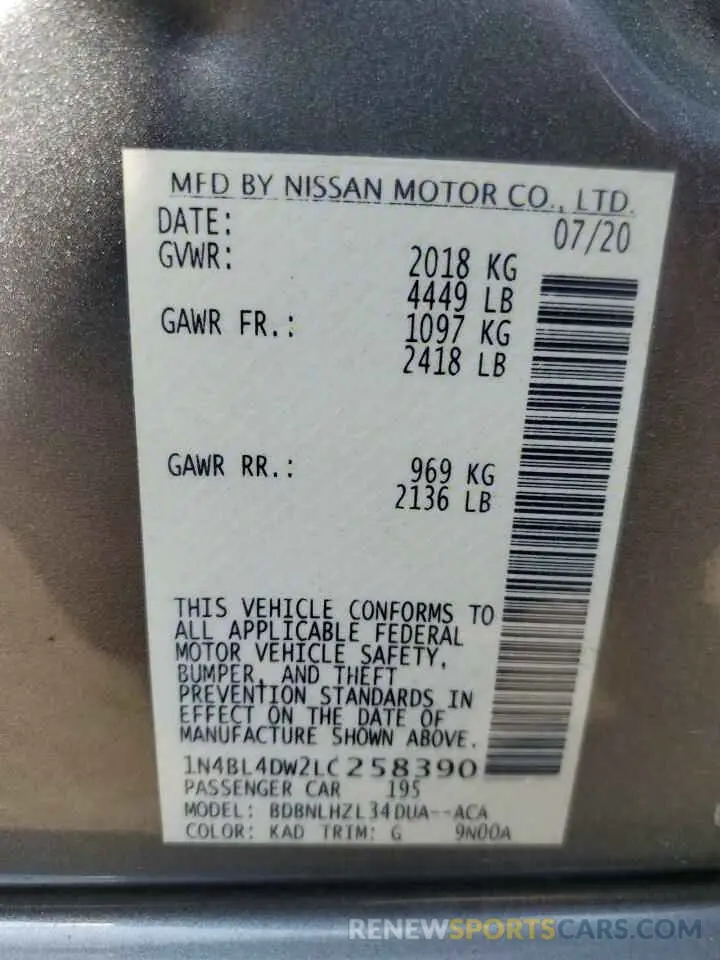 MFD BY NISSAN MOTOR CO., LTD.
DATE: 07/20
GVWR: 2018 KG
4449 LB
GAWR FR.: 1097 KG
2418 LB
GAWR RR.: 969 KG
2136 LB
THIS VEHICLE CONFORMS TO
ALL APPLICABLE FEDERAL
MOTOR VEHICLE SAFETY,
BUMPER, AND THEFT
PREVENTION STANDARDS IN
EFFECT ON THE DATE OF
MANUFACTURE SHOWN ABOVE.
1N4BL4DW2LC258390
PASSENGER CAR 195
MODEL: BDBNLHZL34DUA--ACA
COLOR: KAD TRIM: G 9N00A
RENEWSPORTSCARS.COM